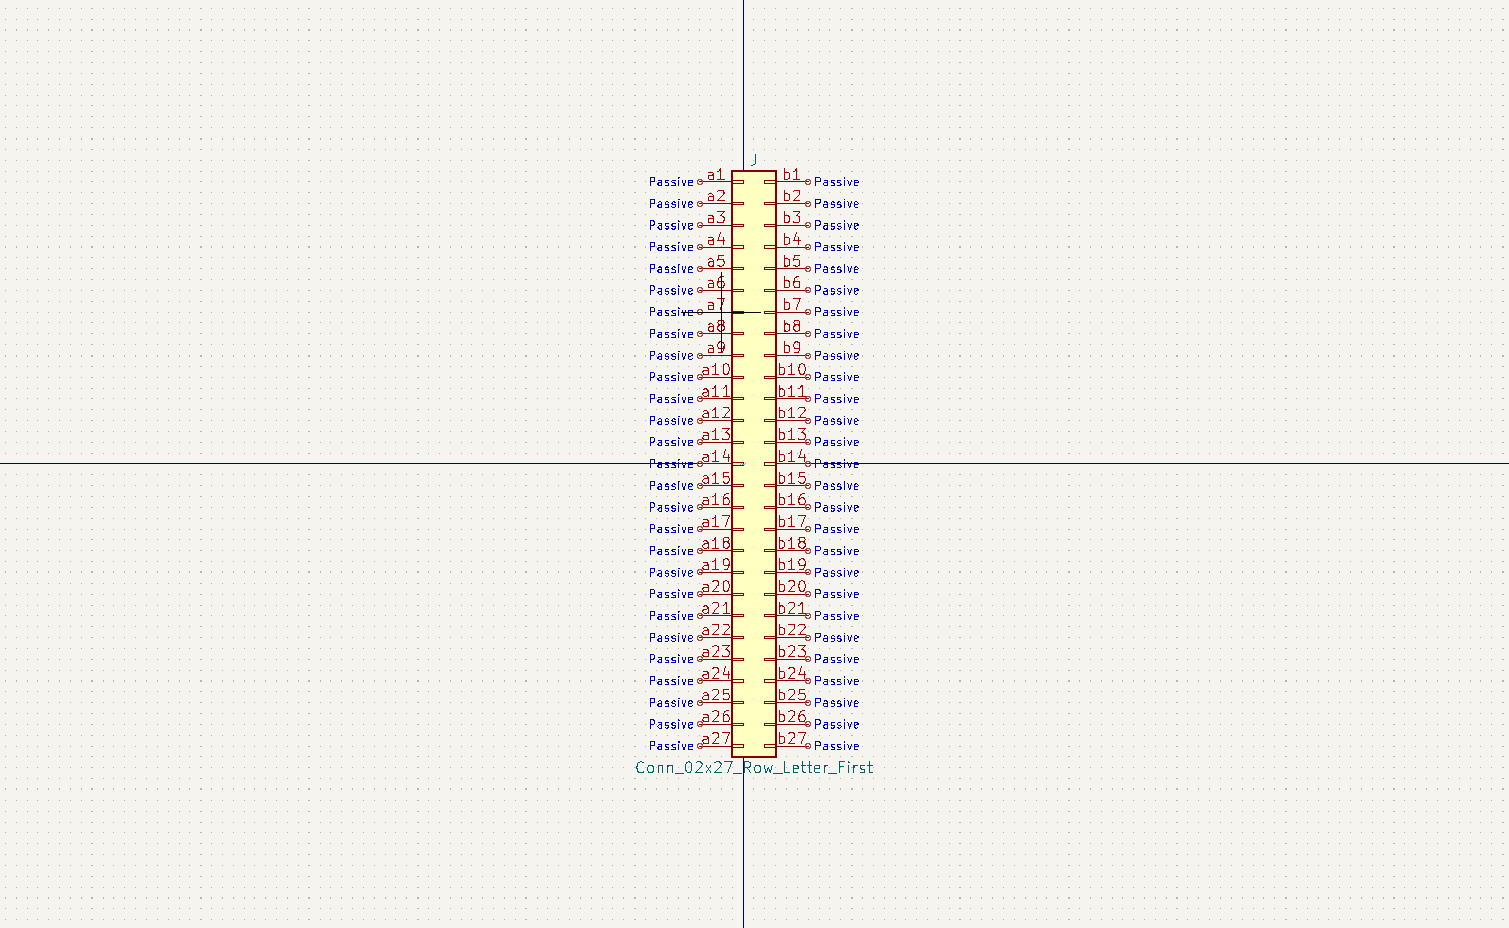 J
Passive a1 b1 Passive
Passive a2 b2 Passive
Passive a3 b3 Passive
Passive a4 b4 Passive
Passive a5 b5 Passive
Passive a6 b6 Passive
Passive a7 b7 Passive
Passive a8 b8 Passive
Passive a9 b9 Passive
Passive a10 b10 Passive
Passive a11 b11 Passive
Passive a12 b12 Passive
Passive a13 b13 Passive
Passive a14 b14 Passive
Passive a15 b15 Passive
Passive a16 b16 Passive
Passive a17 b17 Passive
Passive a18 b18 Passive
Passive a19 b19 Passive
Passive a20 b20 Passive
Passive a21 b21 Passive
Passive a22 b22 Passive
Passive a23 b23 Passive
Passive a24 b24 Passive
Passive a25 b25 Passive
Passive a26 b26 Passive
Passive a27 b27 Passive
Conn_02x27_Row_Letter_First